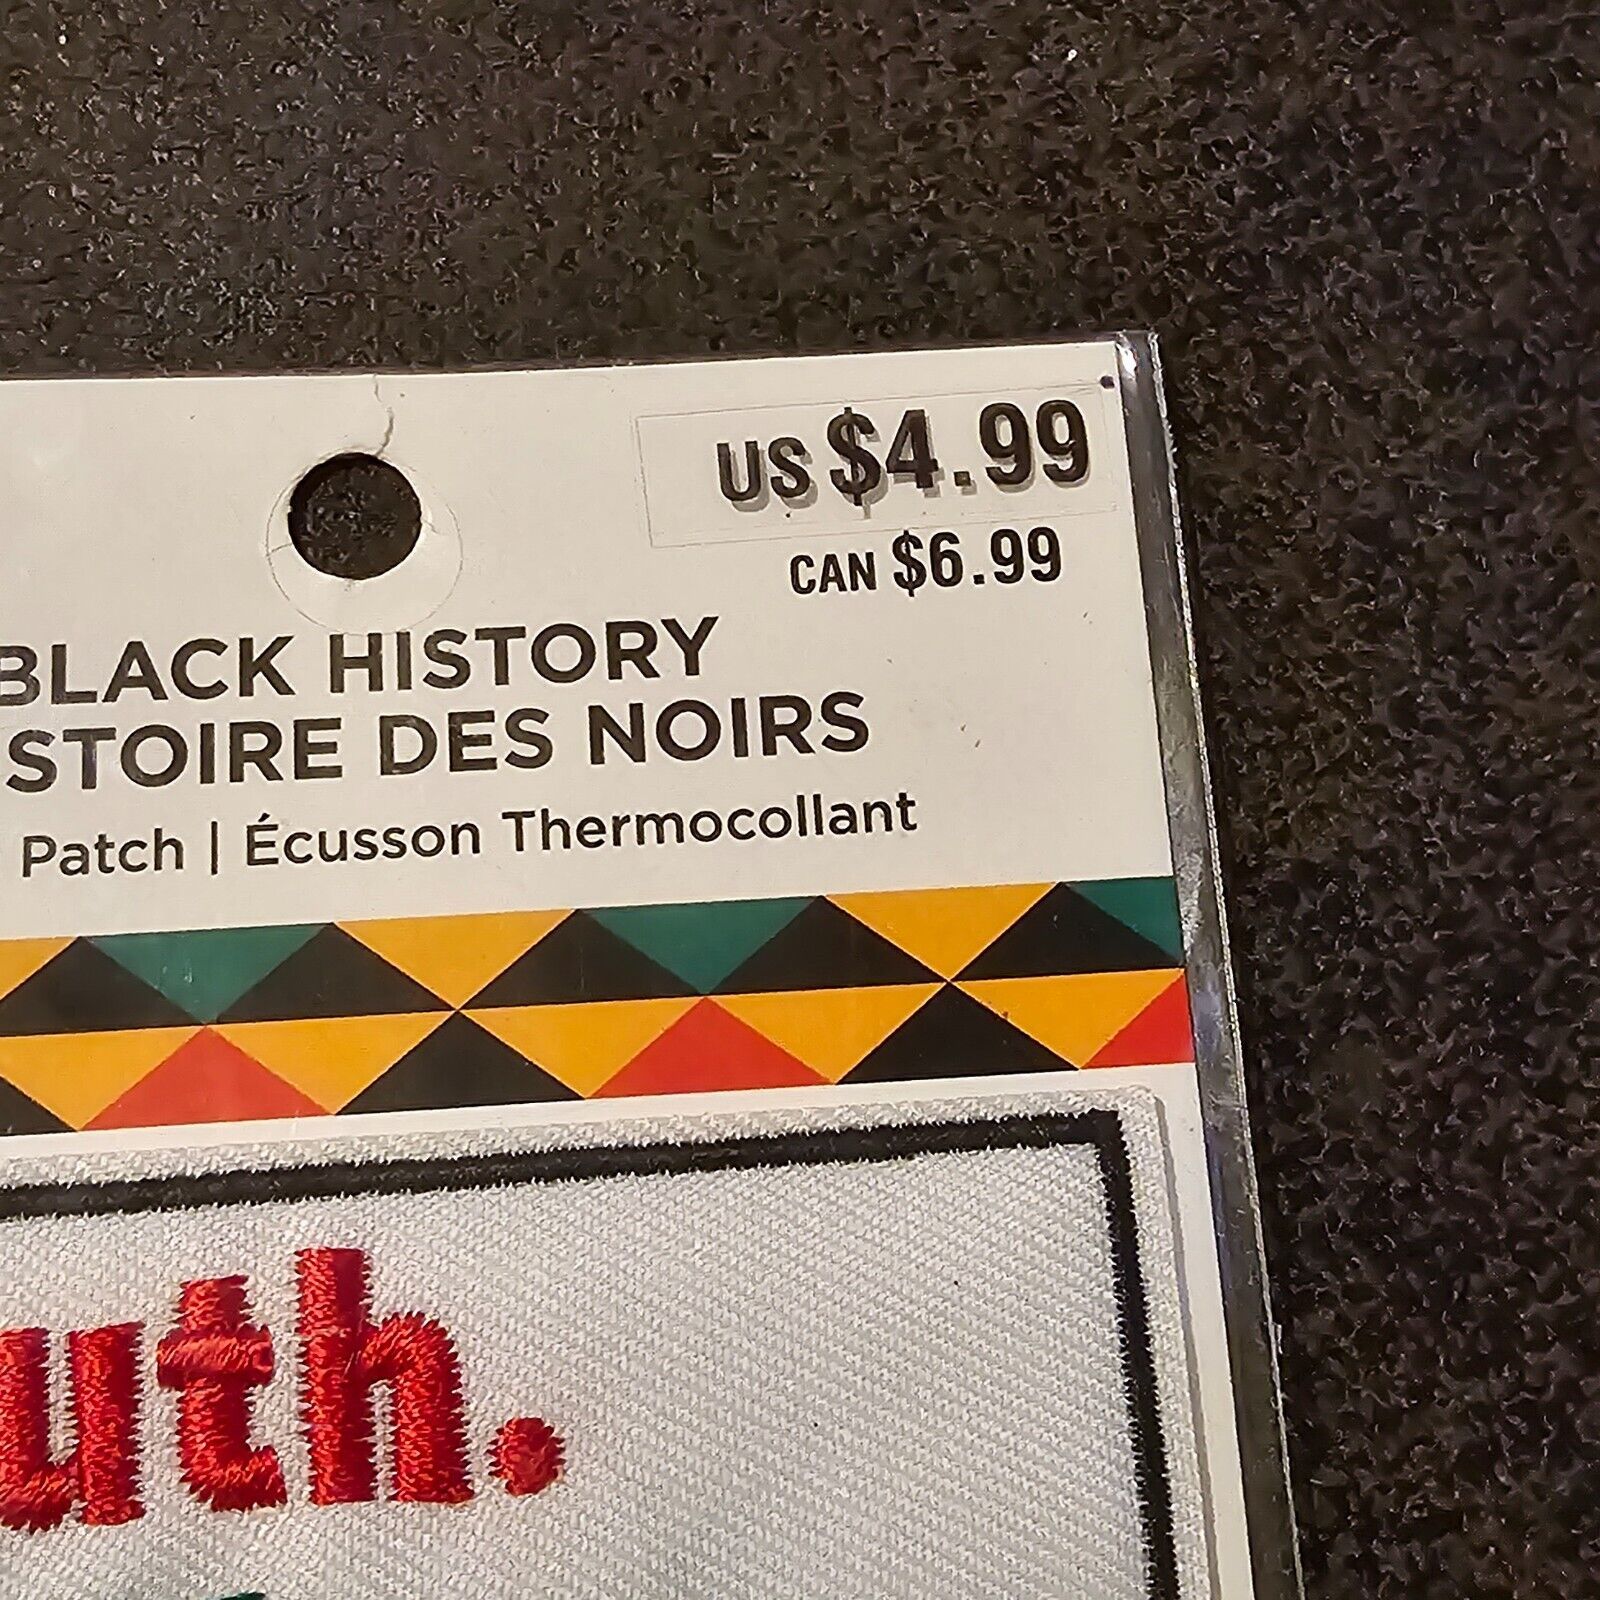 US $4.99
CAN $6.99
BLACK HISTORY
STOIRE DES NOIRS
Patch | Écusson Thermocollant
uth.